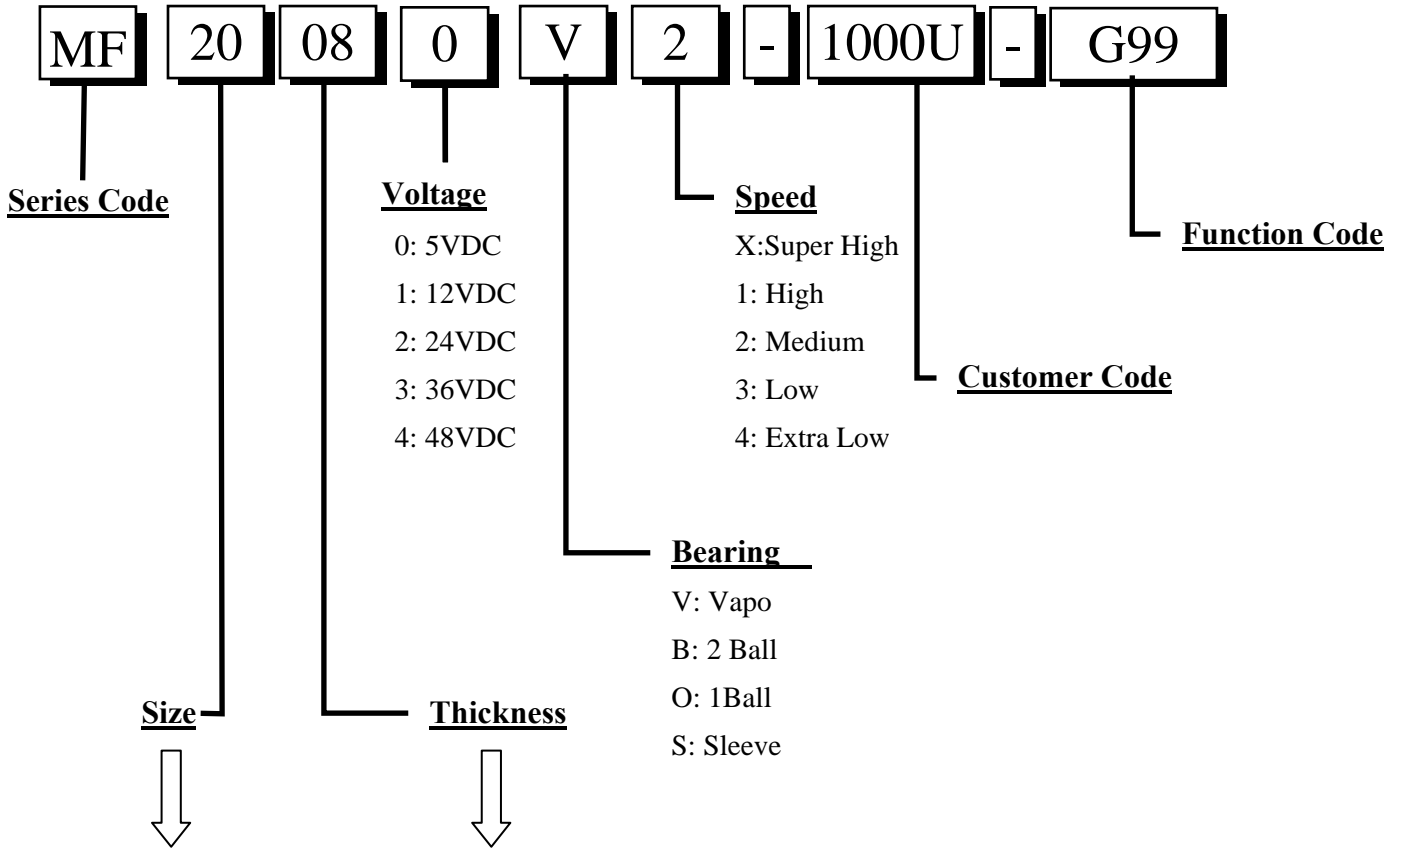 MF 20 08 0 V 2 - 1000U - G99
Series Code
Voltage
0: 5VDC
1: 12VDC
2: 24VDC
3: 36VDC
4: 48VDC
Speed
X:Super High
1: High
2: Medium
3: Low
4: Extra Low
Function Code
Customer Code
Bearing
V: Vapo
B: 2 Ball
O: 1Ball
S: Sleeve
Size
Thickness